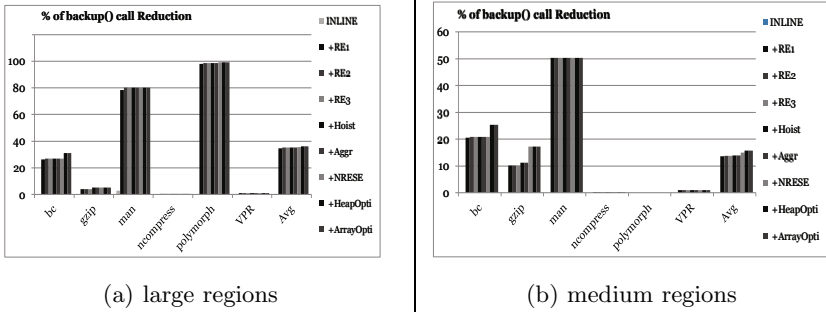 % of backup() call Reduction
INLINE
+RE1
+RE2
+RE3
+Hoist
+Aggr
+NRESE
+HeapOpti
+ArrayOpti
100
80
60
40
20
0
bc
gzip
man
ncompress
polymorph
VPR
Avg
(a) large regions
% of backup() call Reduction
INLINE
+RE1
+RE2
+RE3
+Hoist
+Aggr
+NRESE
+HeapOpti
+ArrayOpti
60
50
40
30
20
10
0
bc
gzip
man
ncompress
polymorph
VPR
Avg
(b) medium regions